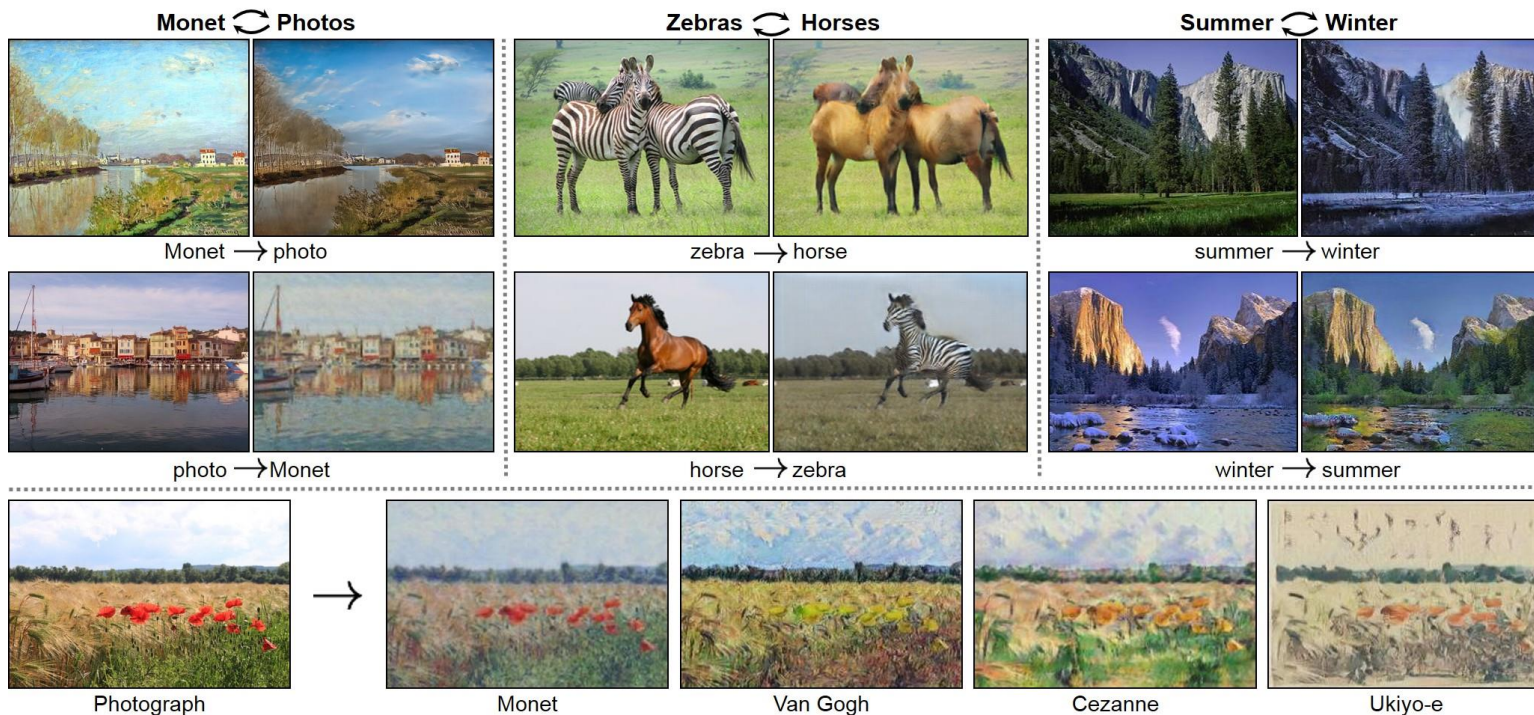 Monet Photos
Zebras Horses
Summer Winter
Monet → photo
zebra → horse
summer → winter
photo → Monet
horse → zebra
winter → summer
Photograph
Monet
Van Gogh
Cezanne
Ukiyo-e